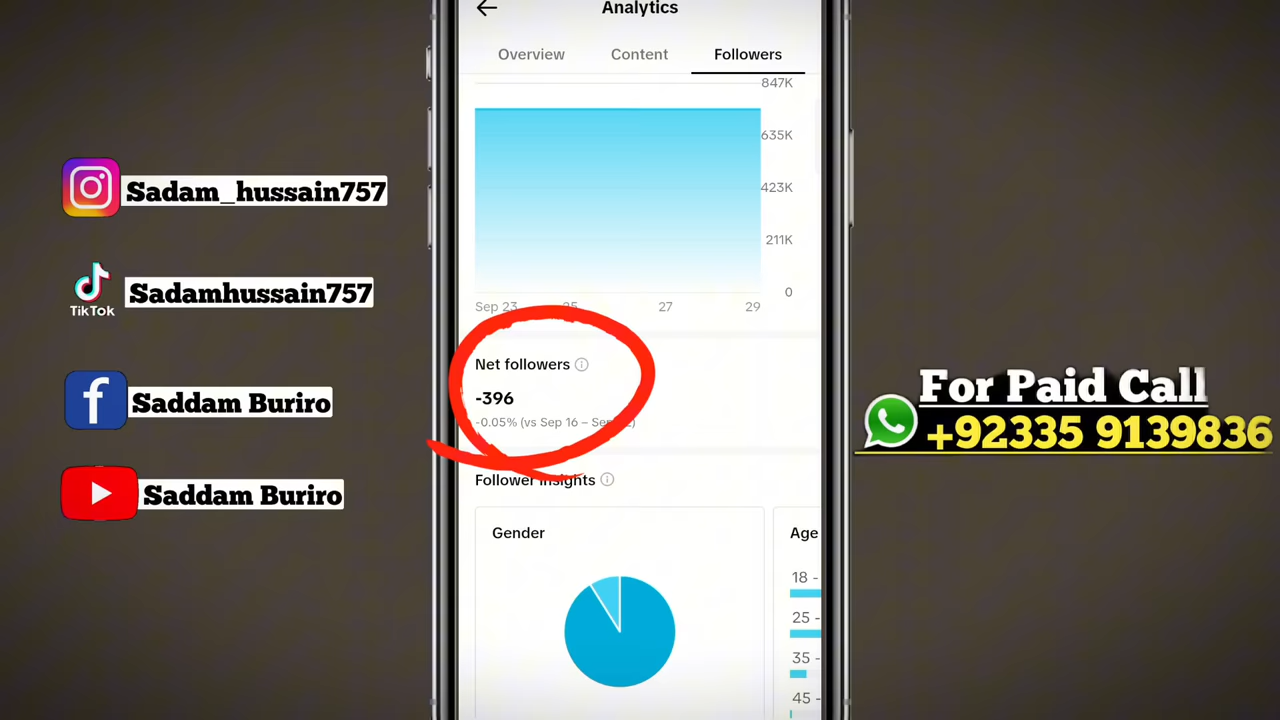 Analytics
Overview
Content
Followers
847K
635K
423K
211K
0
Sep 23
25
27
29
Net followers
-396
-0.05% (vs Sep 16 – Sep
Follower insights
Gender
Age
18 -
25 -
35 -
45 -
Sadam_hussain757
TikTok
Sadamhussain757
f
Saddam Buriro
Saddam Buriro
For Paid Call
+92335 9139836